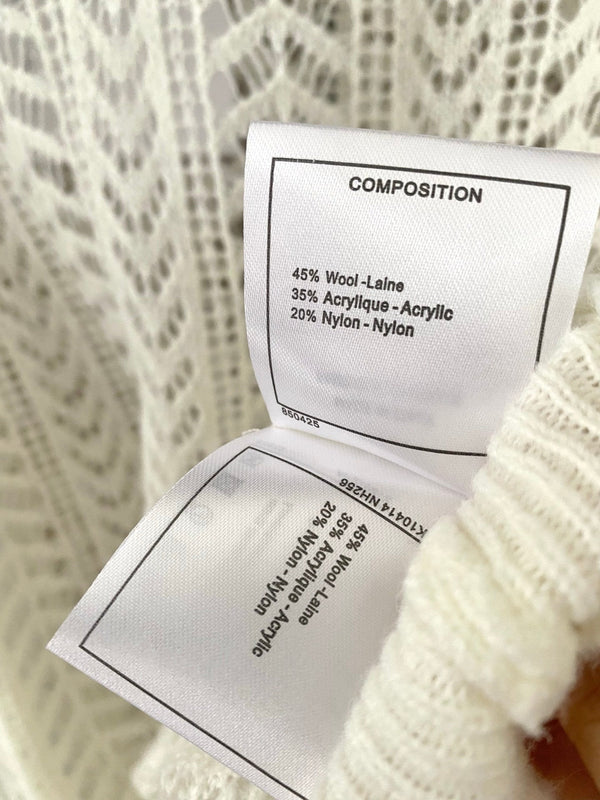 COMPOSITION
45% Wool -Laine
35% Acrylique - Acrylic
20% Nylon - Nylon
850425
K10414 NH256
45% Wool -Laine
35% Acrylique - Acrylic
20% Nylon - Nylon